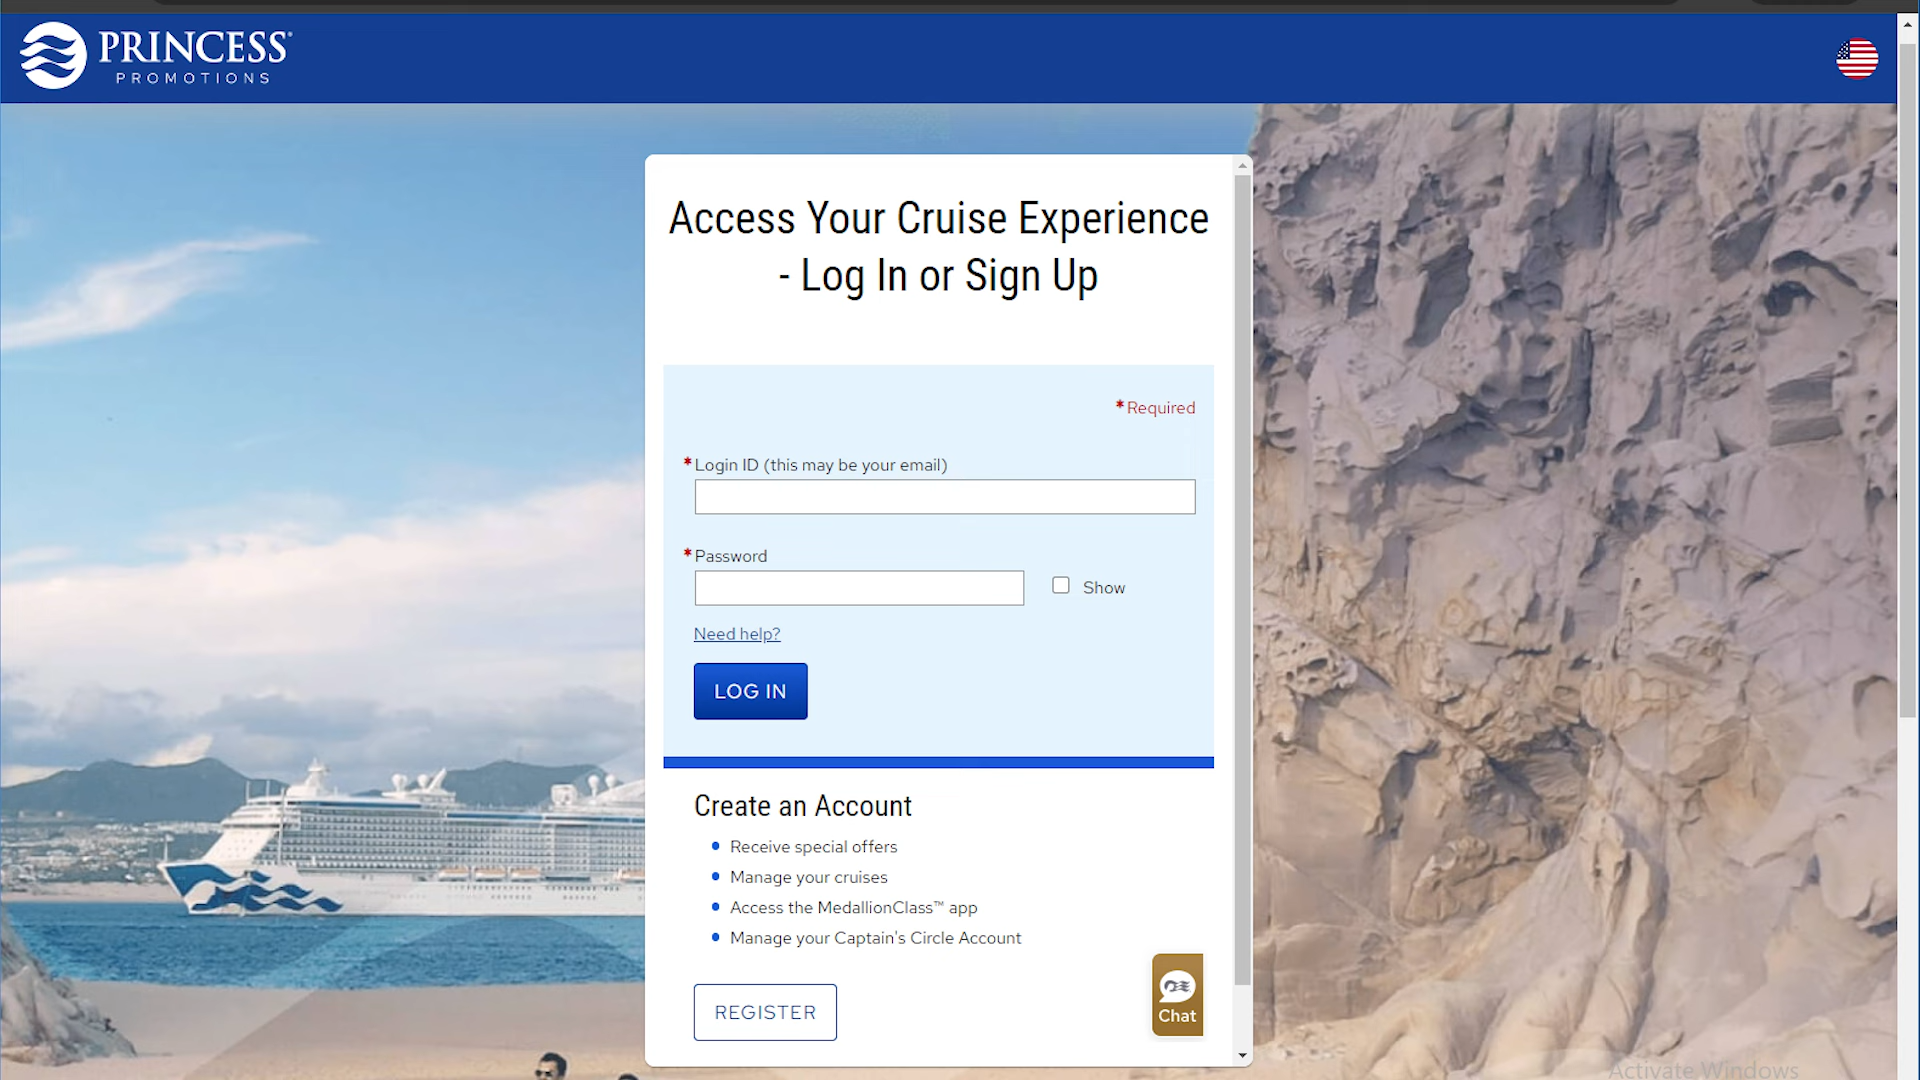 PRINCESS
PROMOTIONS
Access Your Cruise Experience
- Log In or Sign Up
*Required
*Login ID (this may be your email)
*Password
Show
Need help?
LOG IN
Create an Account
Receive special offers
Manage your cruises
Access the MedallionClass™ app
Manage your Captain's Circle Account
REGISTER
Chat
Activate Windows